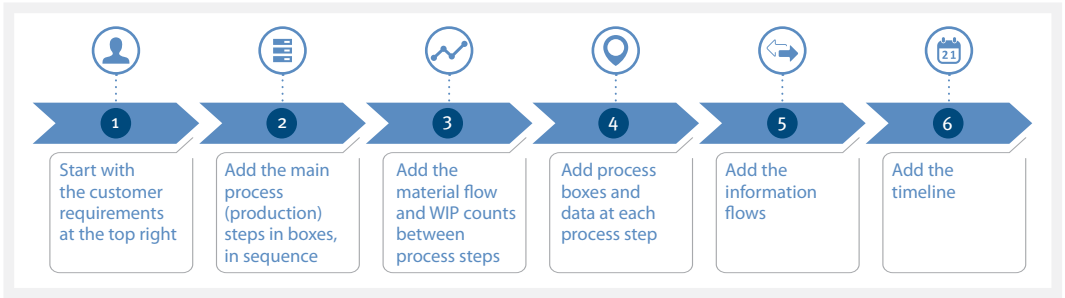 21
1
2
3
4
5
6
Start with
the customer
requirements
at the top right
Add the main
process
(production)
steps in boxes,
in sequence
Add the
material flow
and WIP counts
between
process steps
Add process
boxes and
data at each
process step
Add the
information
flows
Add the
timeline